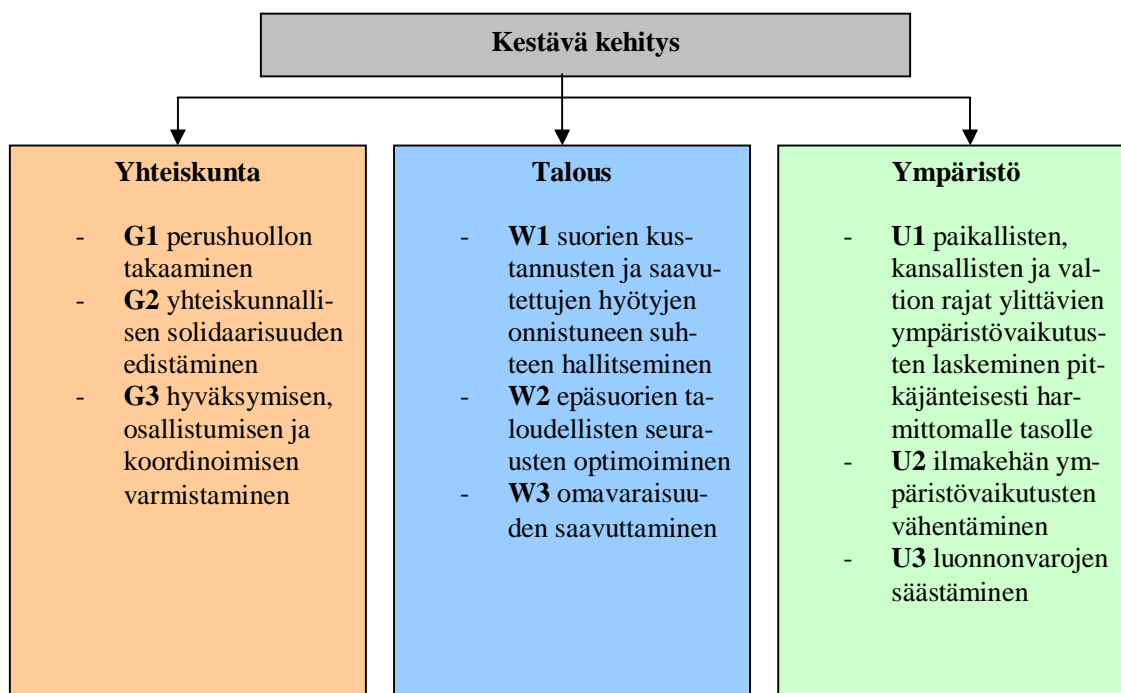 Kestävä kehitys
Yhteiskunta
- G1 perushuollon
takaaminen
- G2 yhteiskunnalli-
sen solidaarisuuden
edistäminen
- G3 hyväksymisen,
osallistumisen ja
koordinoimisen
varmistaminen
Talous
- W1 suorien kus-
tannusten ja saavu-
tettujen hyötyjen
onnistuneen suh-
teen hallitseminen
- W2 epäsuorien ta-
loudellisten seura-
usten optimoiminen
- W3 omavaraisuu-
den saavuttaminen
Ympäristö
- U1 paikallisten,
kansallisten ja val-
tion rajat ylittävien
ympäristövaikutus-
ten laskeminen pit-
käjänteisesti har-
mittomalle tasolle
- U2 ilmakehän ym-
päristövaikutusten
vähentäminen
- U3 luonnonvarojen
säästäminen